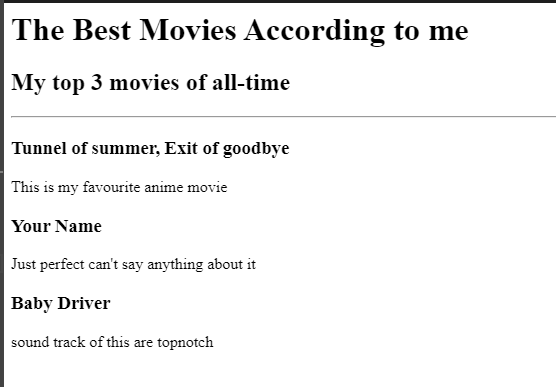 The Best Movies According to me
My top 3 movies of all-time
Tunnel of summer, Exit of goodbye
This is my favourite anime movie
Your Name
Just perfect can't say anything about it
Baby Driver
sound track of this are topnotch